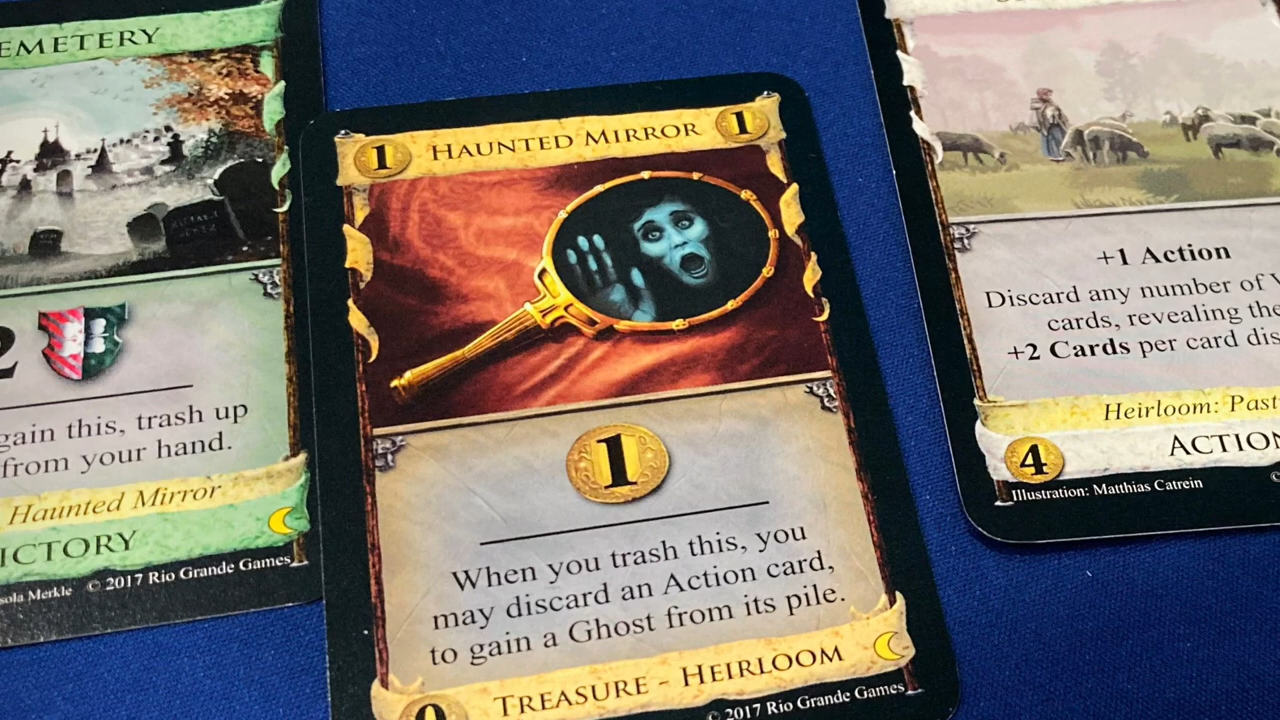 EMETERY
2
gain this, trash up
from your hand.
Haunted Mirror
ICTORY
sola Merkle © 2017 Rio Grande Games
1 HAUNTED MIRROR 1
1
When you trash this, you
may discard an Action card,
to gain a Ghost from its pile.
0 TREASURE - HEIRLOOM
© 2017 Rio Grande Games
+1 Action
Discard any number of V
cards, revealing the
+2 Cards per card dis
Heirloom: Past
4 ACTION
Illustration: Matthias Catrein ©